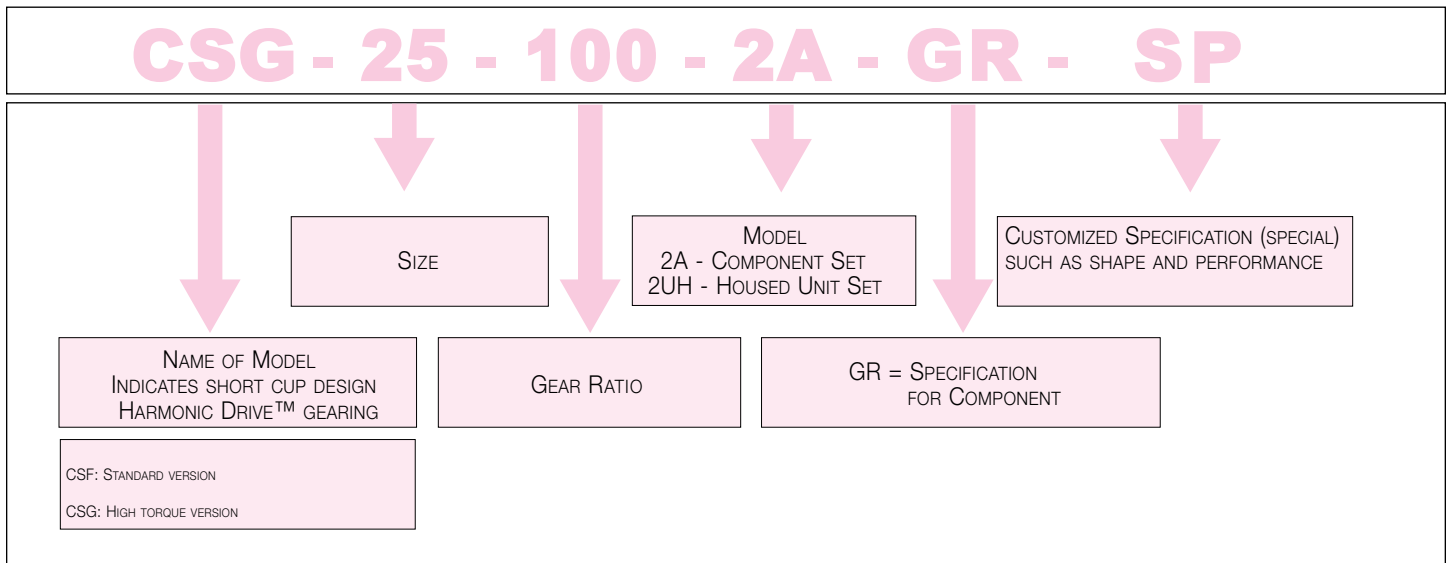 CSG - 25 - 100 - 2A - GR - SP
SIZE
MODEL
2A - COMPONENT SET
2UH - HOUSED UNIT SET
CUSTOMIZED SPECIFICATION (SPECIAL)
SUCH AS SHAPE AND PERFORMANCE
NAME OF MODEL
INDICATES SHORT CUP DESIGN
HARMONIC DRIVE™ GEARING
GEAR RATIO
GR = SPECIFICATION
FOR COMPONENT
CSF: STANDARD VERSION
CSG: HIGH TORQUE VERSION